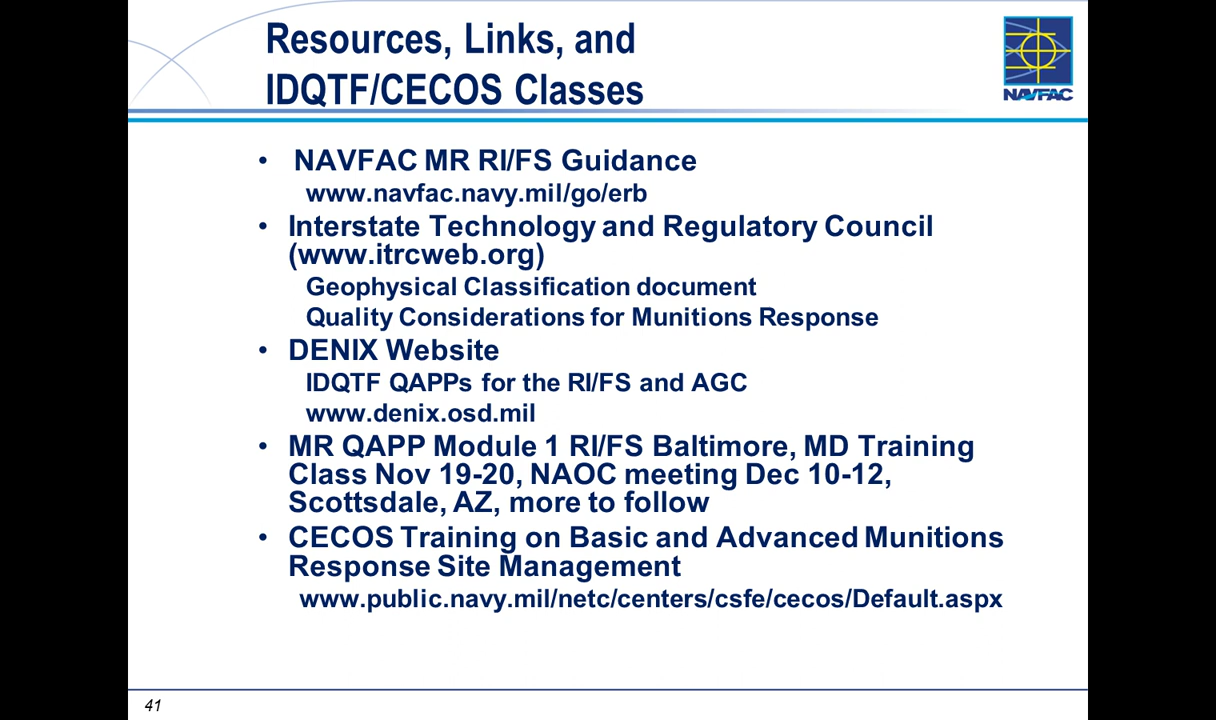 Resources, Links, and
IDQTF/CECOS Classes
NAVFAC
• NAVFAC MR RI/FS Guidance
www.navfac.navy.mil/go/erb
• Interstate Technology and Regulatory Council
(www.itrcweb.org)
Geophysical Classification document
Quality Considerations for Munitions Response
• DENIX Website
IDQTF QAPPs for the RI/FS and AGC
www.denix.osd.mil
• MR QAPP Module 1 RI/FS Baltimore, MD Training
Class Nov 19-20, NAOC meeting Dec 10-12,
Scottsdale, AZ, more to follow
• CECOS Training on Basic and Advanced Munitions
Response Site Management
www.public.navy.mil/netc/centers/csfe/cecos/Default.aspx
41